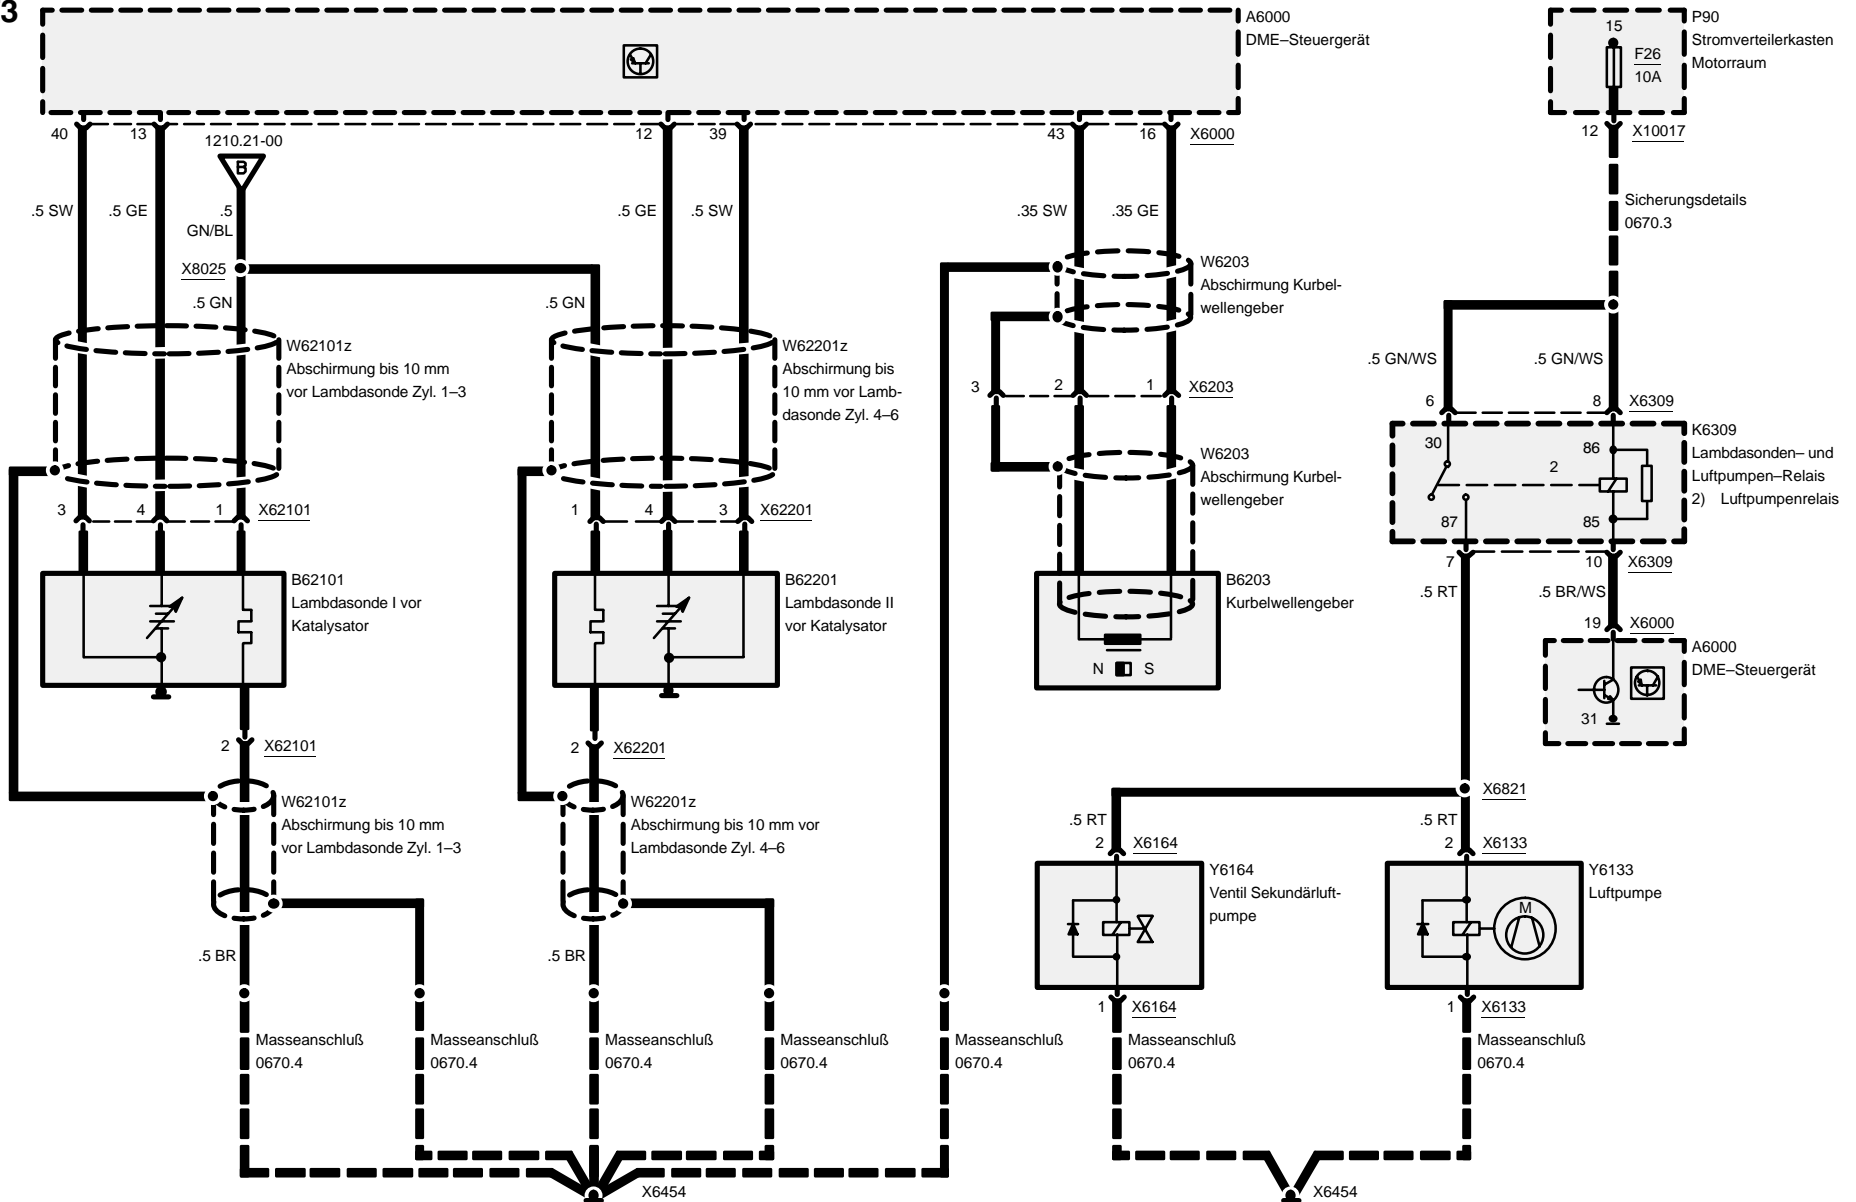 3
A6000
DME–Steuergerät
P90
Stromverteilerkasten
Motorraum
15
F26
10A
40
13
1210.21-00
12
39
43
16
X6000
12
X10017
B
.5 SW
.5 GE
.5
GN/BL
.5 GE
.5 SW
.35 SW
.35 GE
Sicherungsdetails
0670.3
X8025
.5 GN
.5 GN
W6203
Abschirmung Kurbel-
wellengeber
W62101z
Abschirmung bis 10 mm
vor Lambdasonde Zyl. 1–3
W62201z
Abschirmung bis
10 mm vor Lamb-
dasonde Zyl. 4–6
.5 GN/WS
.5 GN/WS
3
2
1
X6203
6
8
X6309
W6203
Abschirmung Kurbel-
wellengeber
30
86
2
87
85
K6309
Lambdasonden– und
Luftpumpen–Relais
2) Luftpumpenrelais
3
4
1
X62101
1
4
3
X62201
7
10
X6309
B62101
Lambdasonde I vor
Katalysator
B62201
Lambdasonde II
vor Katalysator
B6203
Kurbelwellengeber
N
S
.5 RT
.5 BR/WS
19
X6000
A6000
DME–Steuergerät
31
2
X62101
2
X62201
W62101z
Abschirmung bis 10 mm
vor Lambdasonde Zyl. 1–3
W62201z
Abschirmung bis 10 mm vor
Lambdasonde Zyl. 4–6
X6821
.5 RT
.5 RT
2
X6164
2
X6133
Y6164
Ventil Sekundärluft-
pumpe
Y6133
Luftpumpe
M
.5 BR
.5 BR
1
X6164
1
X6133
Masseanschluß
0670.4
Masseanschluß
0670.4
Masseanschluß
0670.4
Masseanschluß
0670.4
Masseanschluß
0670.4
Masseanschluß
0670.4
Masseanschluß
0670.4
X6454
X6454